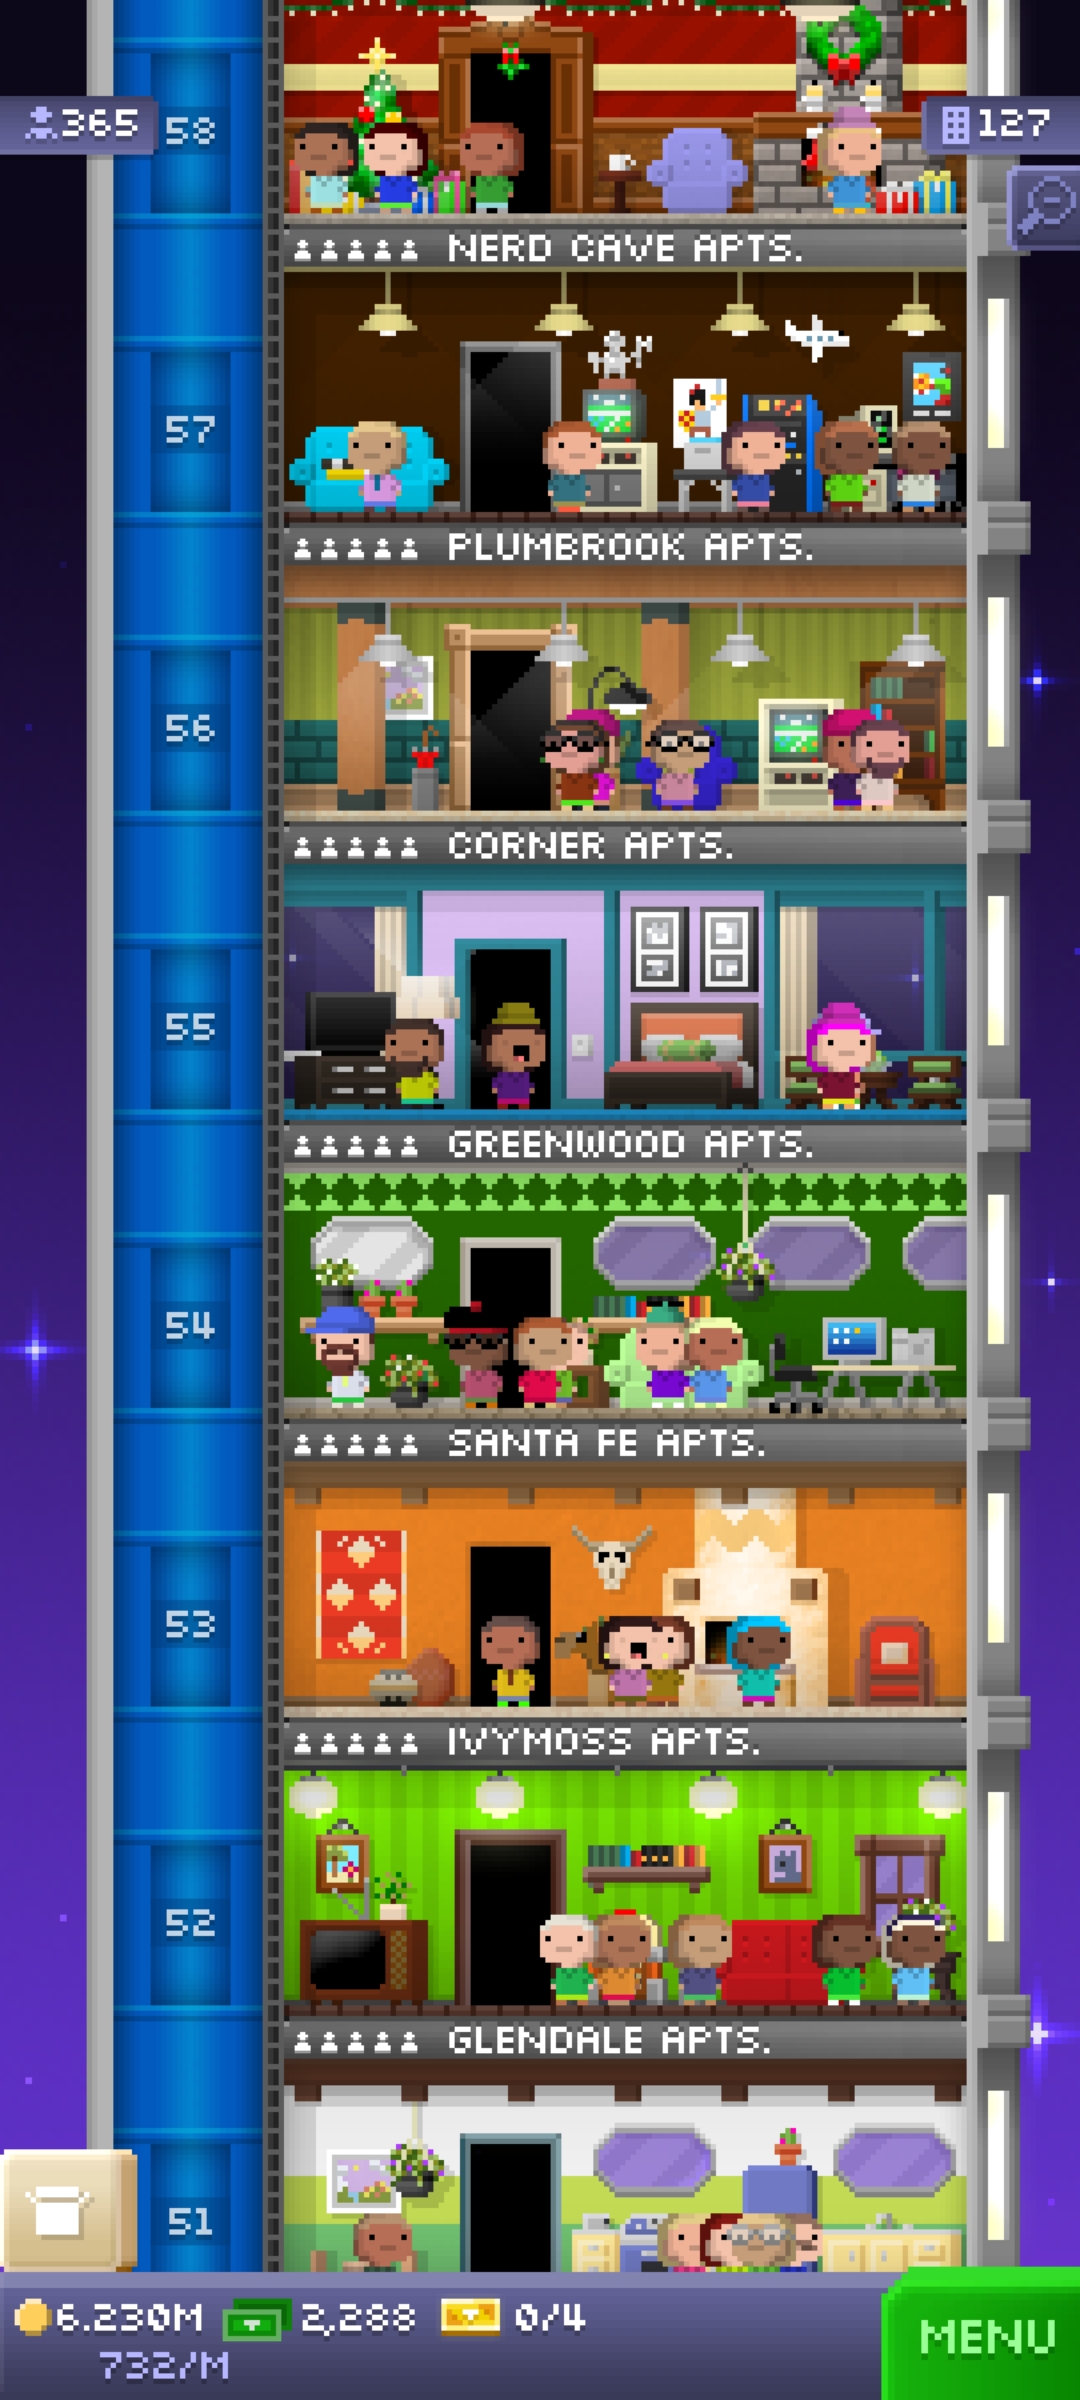 365
58
127
NERD CAVE APTS.
57
PLUMBROOK APTS.
56
CORNER APTS.
55
GREENWOOD APTS.
54
SANTA FE APTS.
53
IVYMOSS APTS.
52
GLENDALE APTS.
51
6.230M 2,288 0/4
732/M
MENU